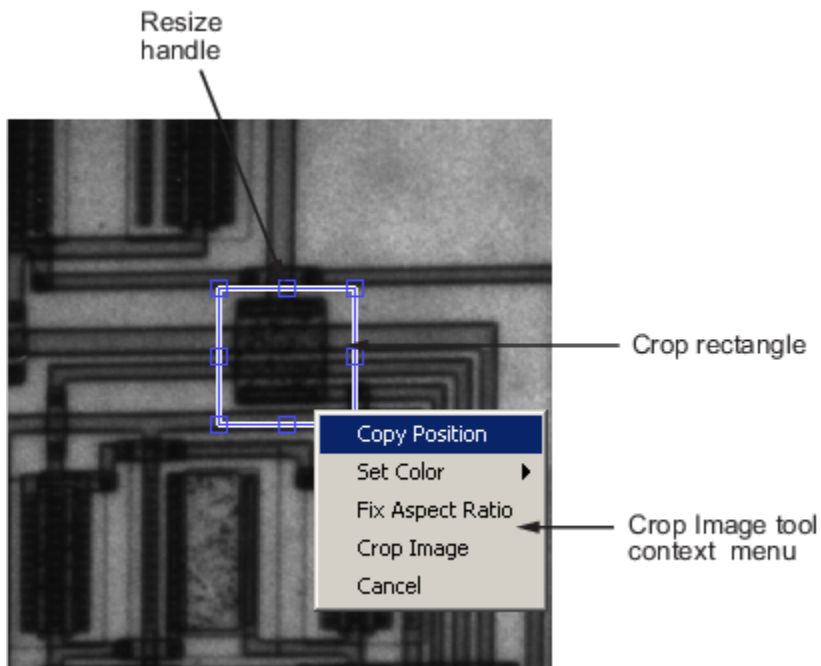 Resize
handle
Crop rectangle
Copy Position
Set Color
Fix Aspect Ratio
Crop Image
Cancel
Crop Image tool
context menu